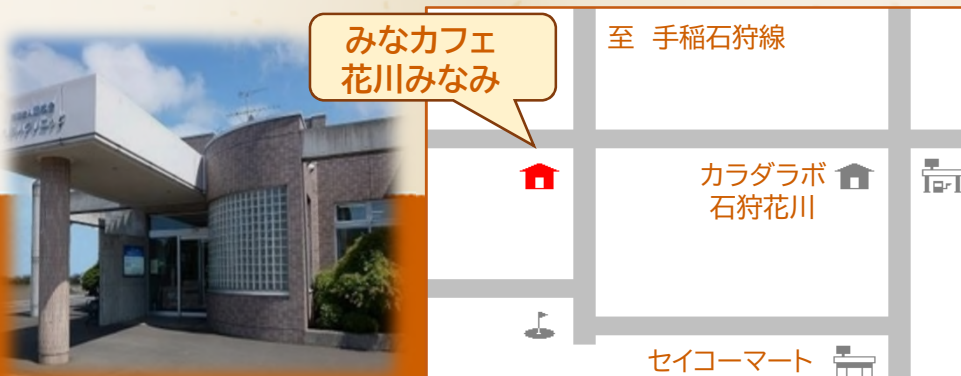 みなカフェ
花川みなみ
至 手稲石狩線
カラダラボ
石狩花川
セイコーマート